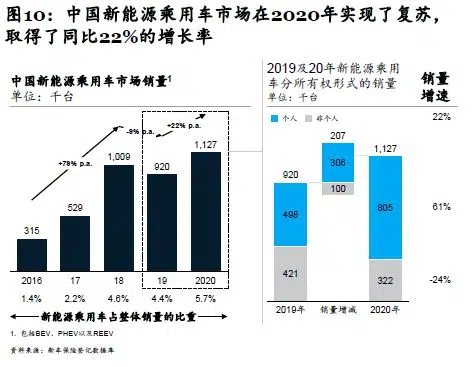 图10：中国新能源乘用车市场在2020年实现了复苏，
取得了同比22%的增长率
中国新能源乘用车市场销量1
单位：千台
+79% p.a.
-9% p.a.
+22% p.a.
315
529
1,009
920
1,127
2016
17
18
19
2020
1.4%
2.2%
4.6%
4.4%
5.7%
新能源乘用车占整体销量的比重
2019及20年新能源乘用
车分所有权形式的销量
单位：千台
个人
非个人
销量
增速
22%
61%
-24%
920
498
421
207
306
100
1,127
805
322
2019年
销量增减
2020年
1. 包括BEV、PHEV以及REEV
资料来源：新车保险登记数据库